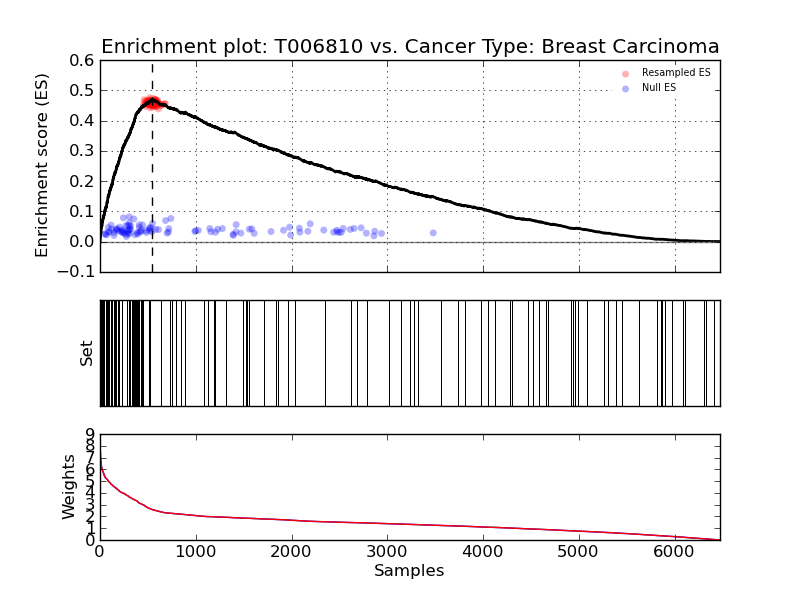 Enrichment plot: T006810 vs. Cancer Type: Breast Carcinoma
0.6
0.5
0.4
0.3
0.2
0.1
0.0
−0.1
Enrichment score (ES)
Resampled ES
Null ES
Set
9
8
7
6
5
4
3
2
1
0
Weights
0 1000 2000 3000 4000 5000 6000
Samples